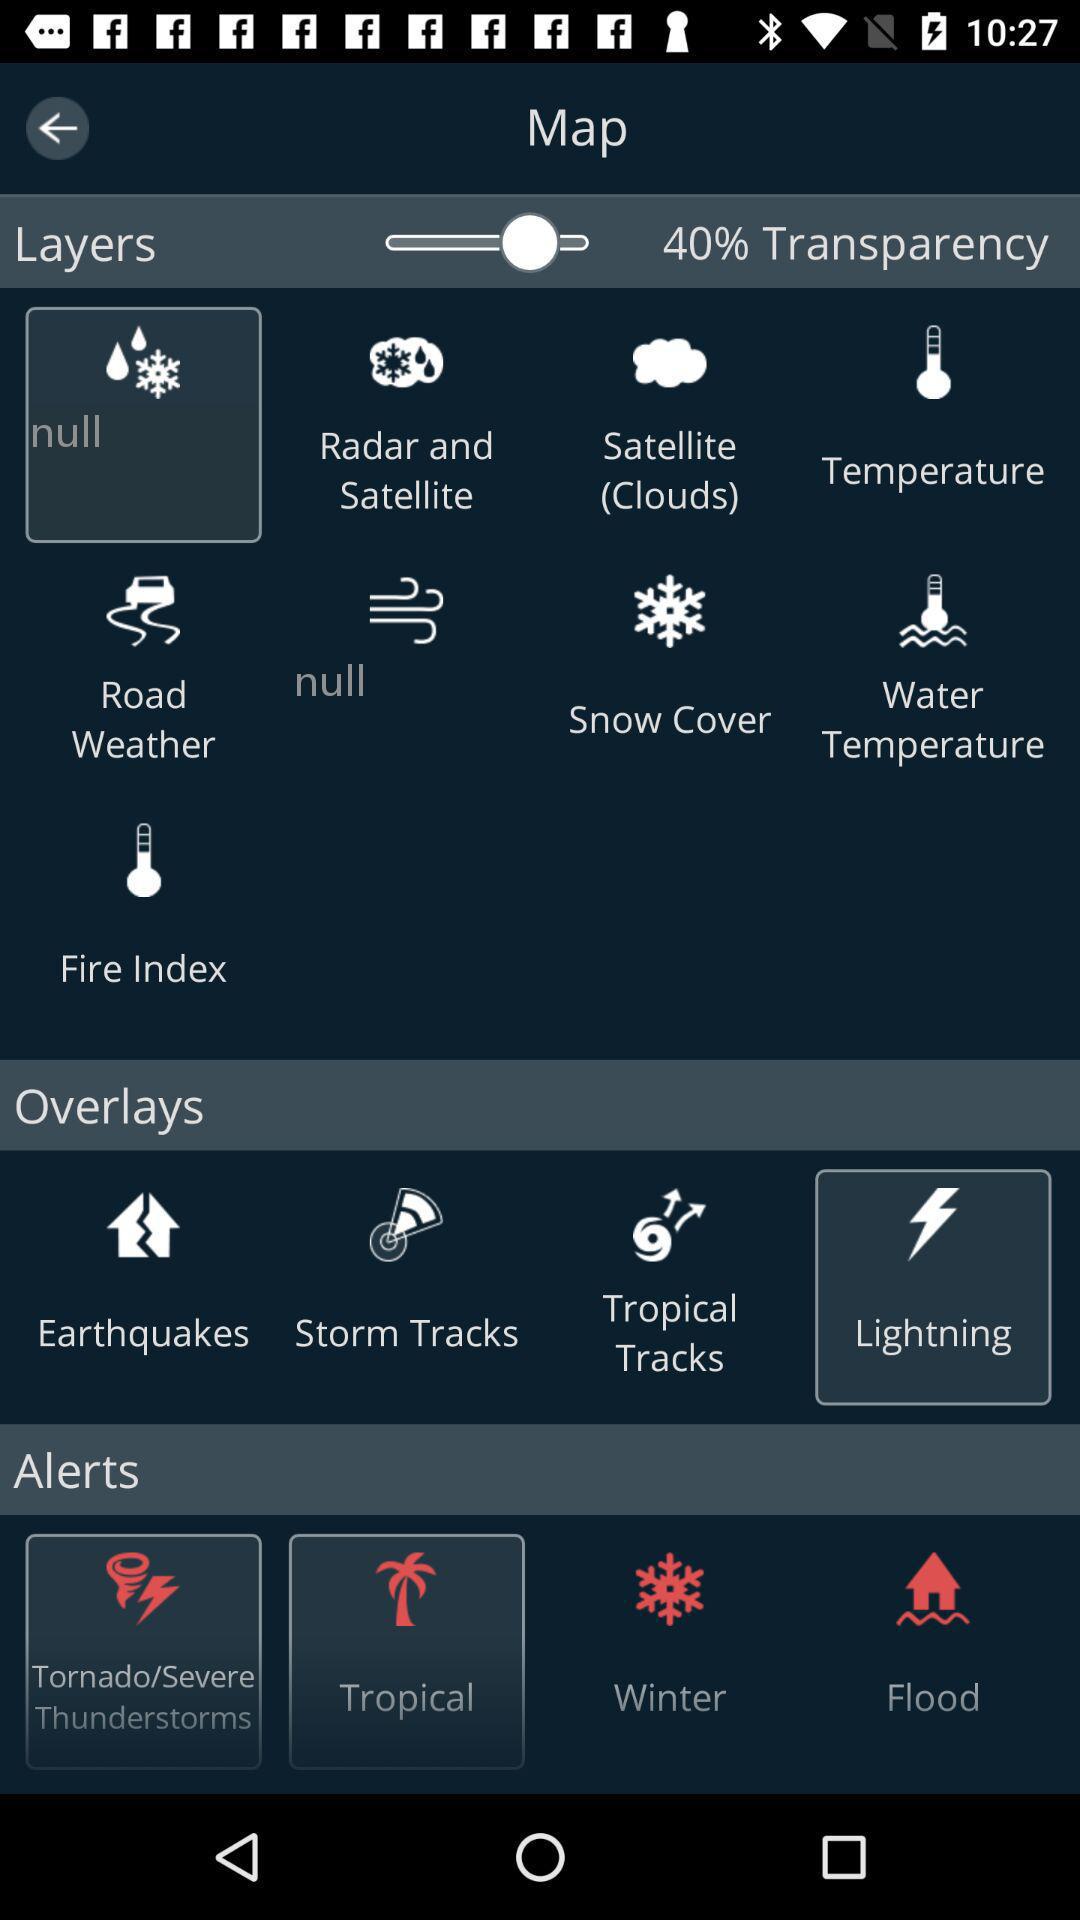 10:27
Map
Layers 40% Transparency
null
Radar and
Satellite
Satellite
(Clouds)
Temperature
Road
Weather
null
Snow Cover
Water
Temperature
Fire Index
Overlays
Earthquakes
Storm Tracks
Tropical
Tracks
Lightning
Alerts
Tornado/Severe
Thunderstorms
Tropical
Winter
Flood